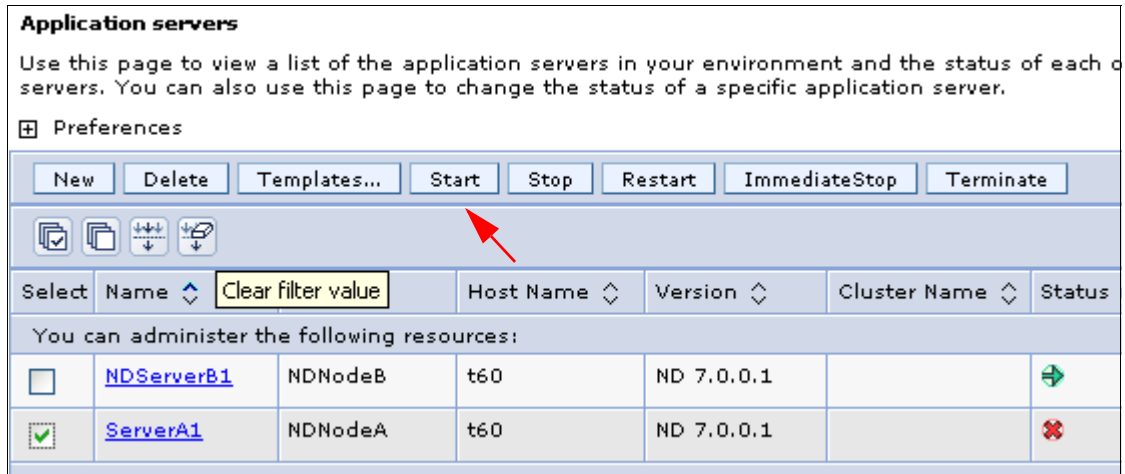 Application servers
Use this page to view a list of the application servers in your environment and the status of each o
servers. You can also use this page to change the status of a specific application server.
Preferences
New Delete Templates... Start Stop Restart ImmediateStop Terminate
Select Name Clear filter value Host Name Version Cluster Name Status
You can administer the following resources:
NDServerB1 NDNodeB t60 ND 7.0.0.1
ServerA1 NDNodeA t60 ND 7.0.0.1